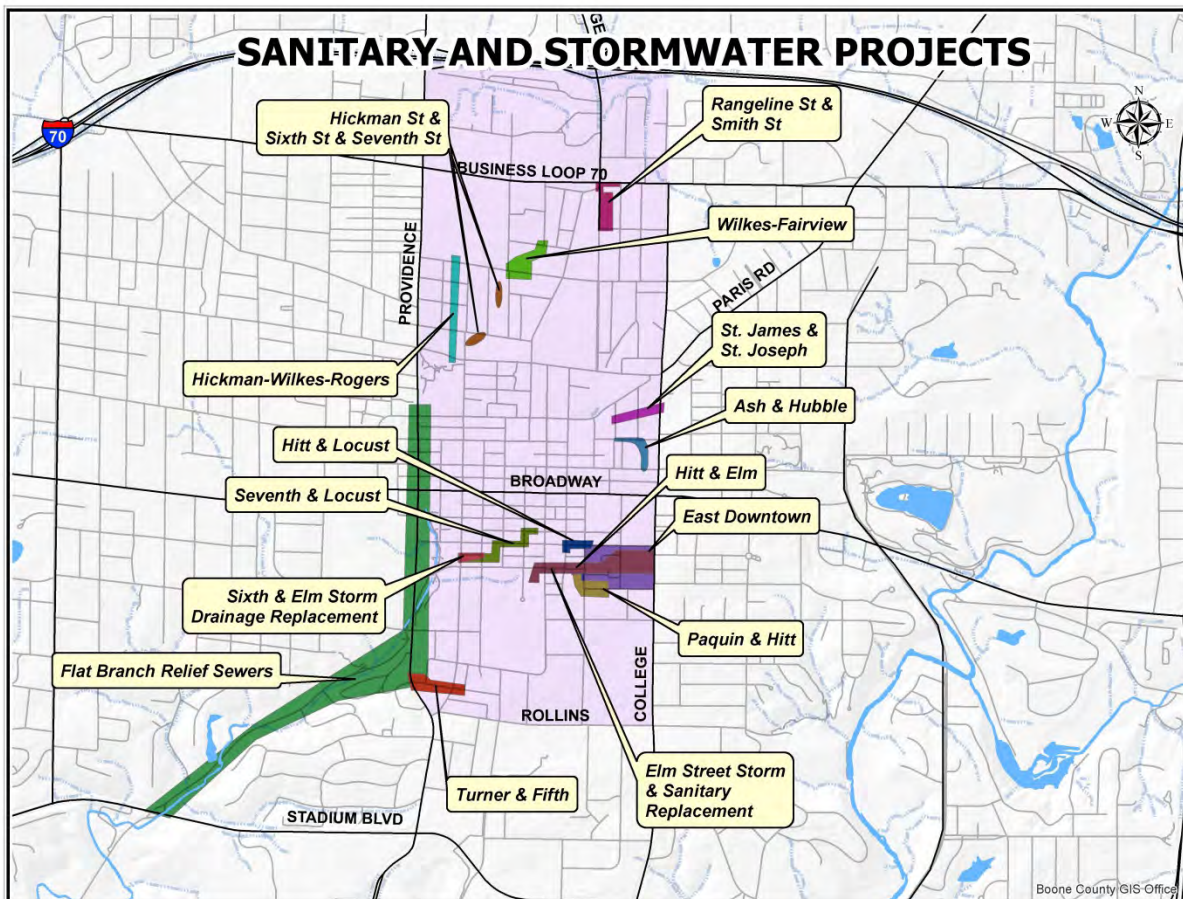 SANITARY AND STORMWATER PROJECTS
Hickman St &
Sixth St & Seventh St
Rangeline St &
Smith St
N
W
E
S
70
BUSINESS LOOP 70
Wilkes-Fairview
PROVIDENCE
PARIS RD
St. James &
St. Joseph
Hickman-Wilkes-Rogers
Ash & Hubble
Hitt & Locust
Hitt & Elm
BROADWAY
Seventh & Locust
East Downtown
Sixth & Elm Storm
Drainage Replacement
Paquin & Hitt
Flat Branch Relief Sewers
COLLEGE
ROLLINS
Elm Street Storm
& Sanitary
Replacement
Turner & Fifth
STADIUM BLVD
Boone County GIS Office